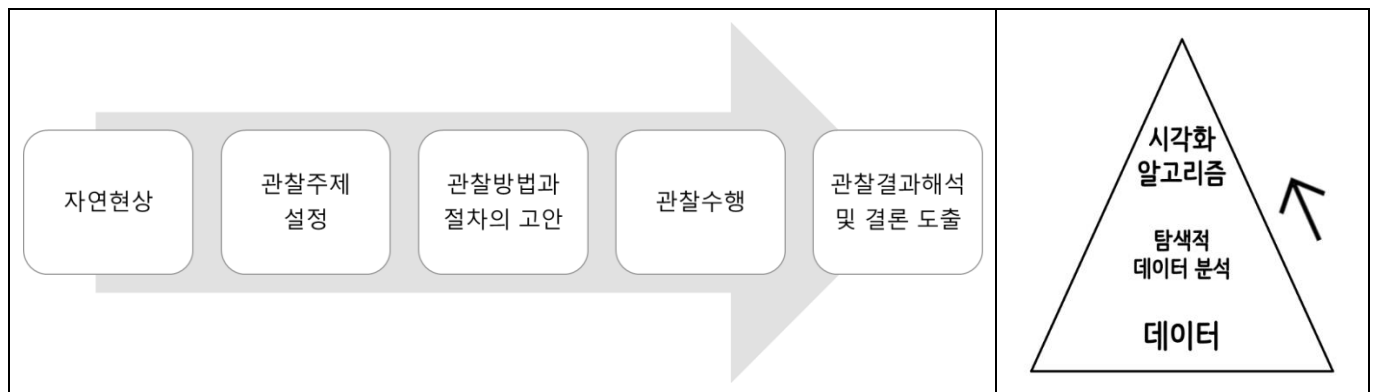 자연현상
관찰주제
설정
관찰방법과
절차의 고안
관찰수행
관찰결과해석
및 결론 도출
시각화
알고리즘
탐색적
데이터 분석
데이터